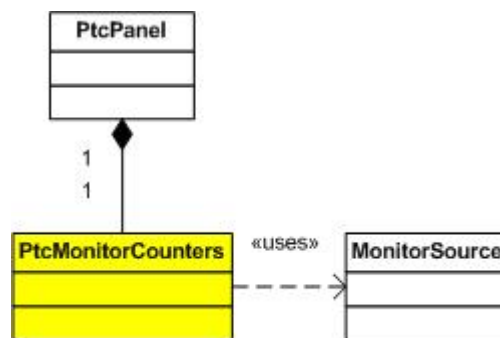 PtcPanel
1
1
PtcMonitorCounters
«uses»
MonitorSource